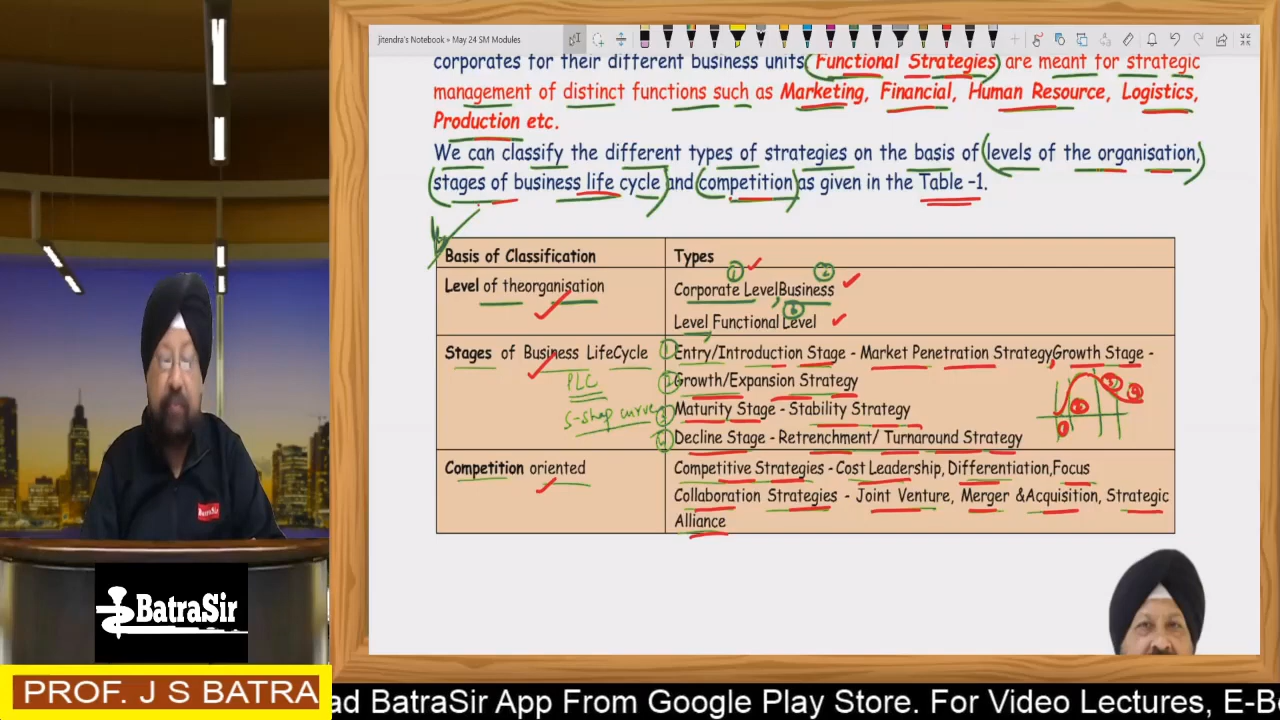 jitendra's Notebook » May 24 SM Modules
corporates for their different business units (Functional Strategies) are meant for strategic
management of distinct functions such as Marketing, Financial, Human Resource, Logistics,
Production etc.
We can classify the different types of strategies on the basis of (levels of the organisation,)
(stages of business life cycle) and (competition) as given in the Table -1.
Basis of Classification
Types
Level of theorganisation
Corporate Level,Business
Level Functional Level
Stages of Business LifeCycle
PLC
S-shap curve
Entry/Introduction Stage - Market Penetration Strategy,Growth Stage -
Growth/Expansion Strategy
Maturity Stage - Stability Strategy
Decline Stage - Retrenchment/ Turnaround Strategy
Competition oriented
Competitive Strategies - Cost Leadership, Differentiation,Focus
Collaboration Strategies - Joint Venture, Merger &Acquisition, Strategic
Alliance
BatraSir
BatraSir
PROF. J S BATRA
ad BatraSir App From Google Play Store. For Video Lectures, E-B